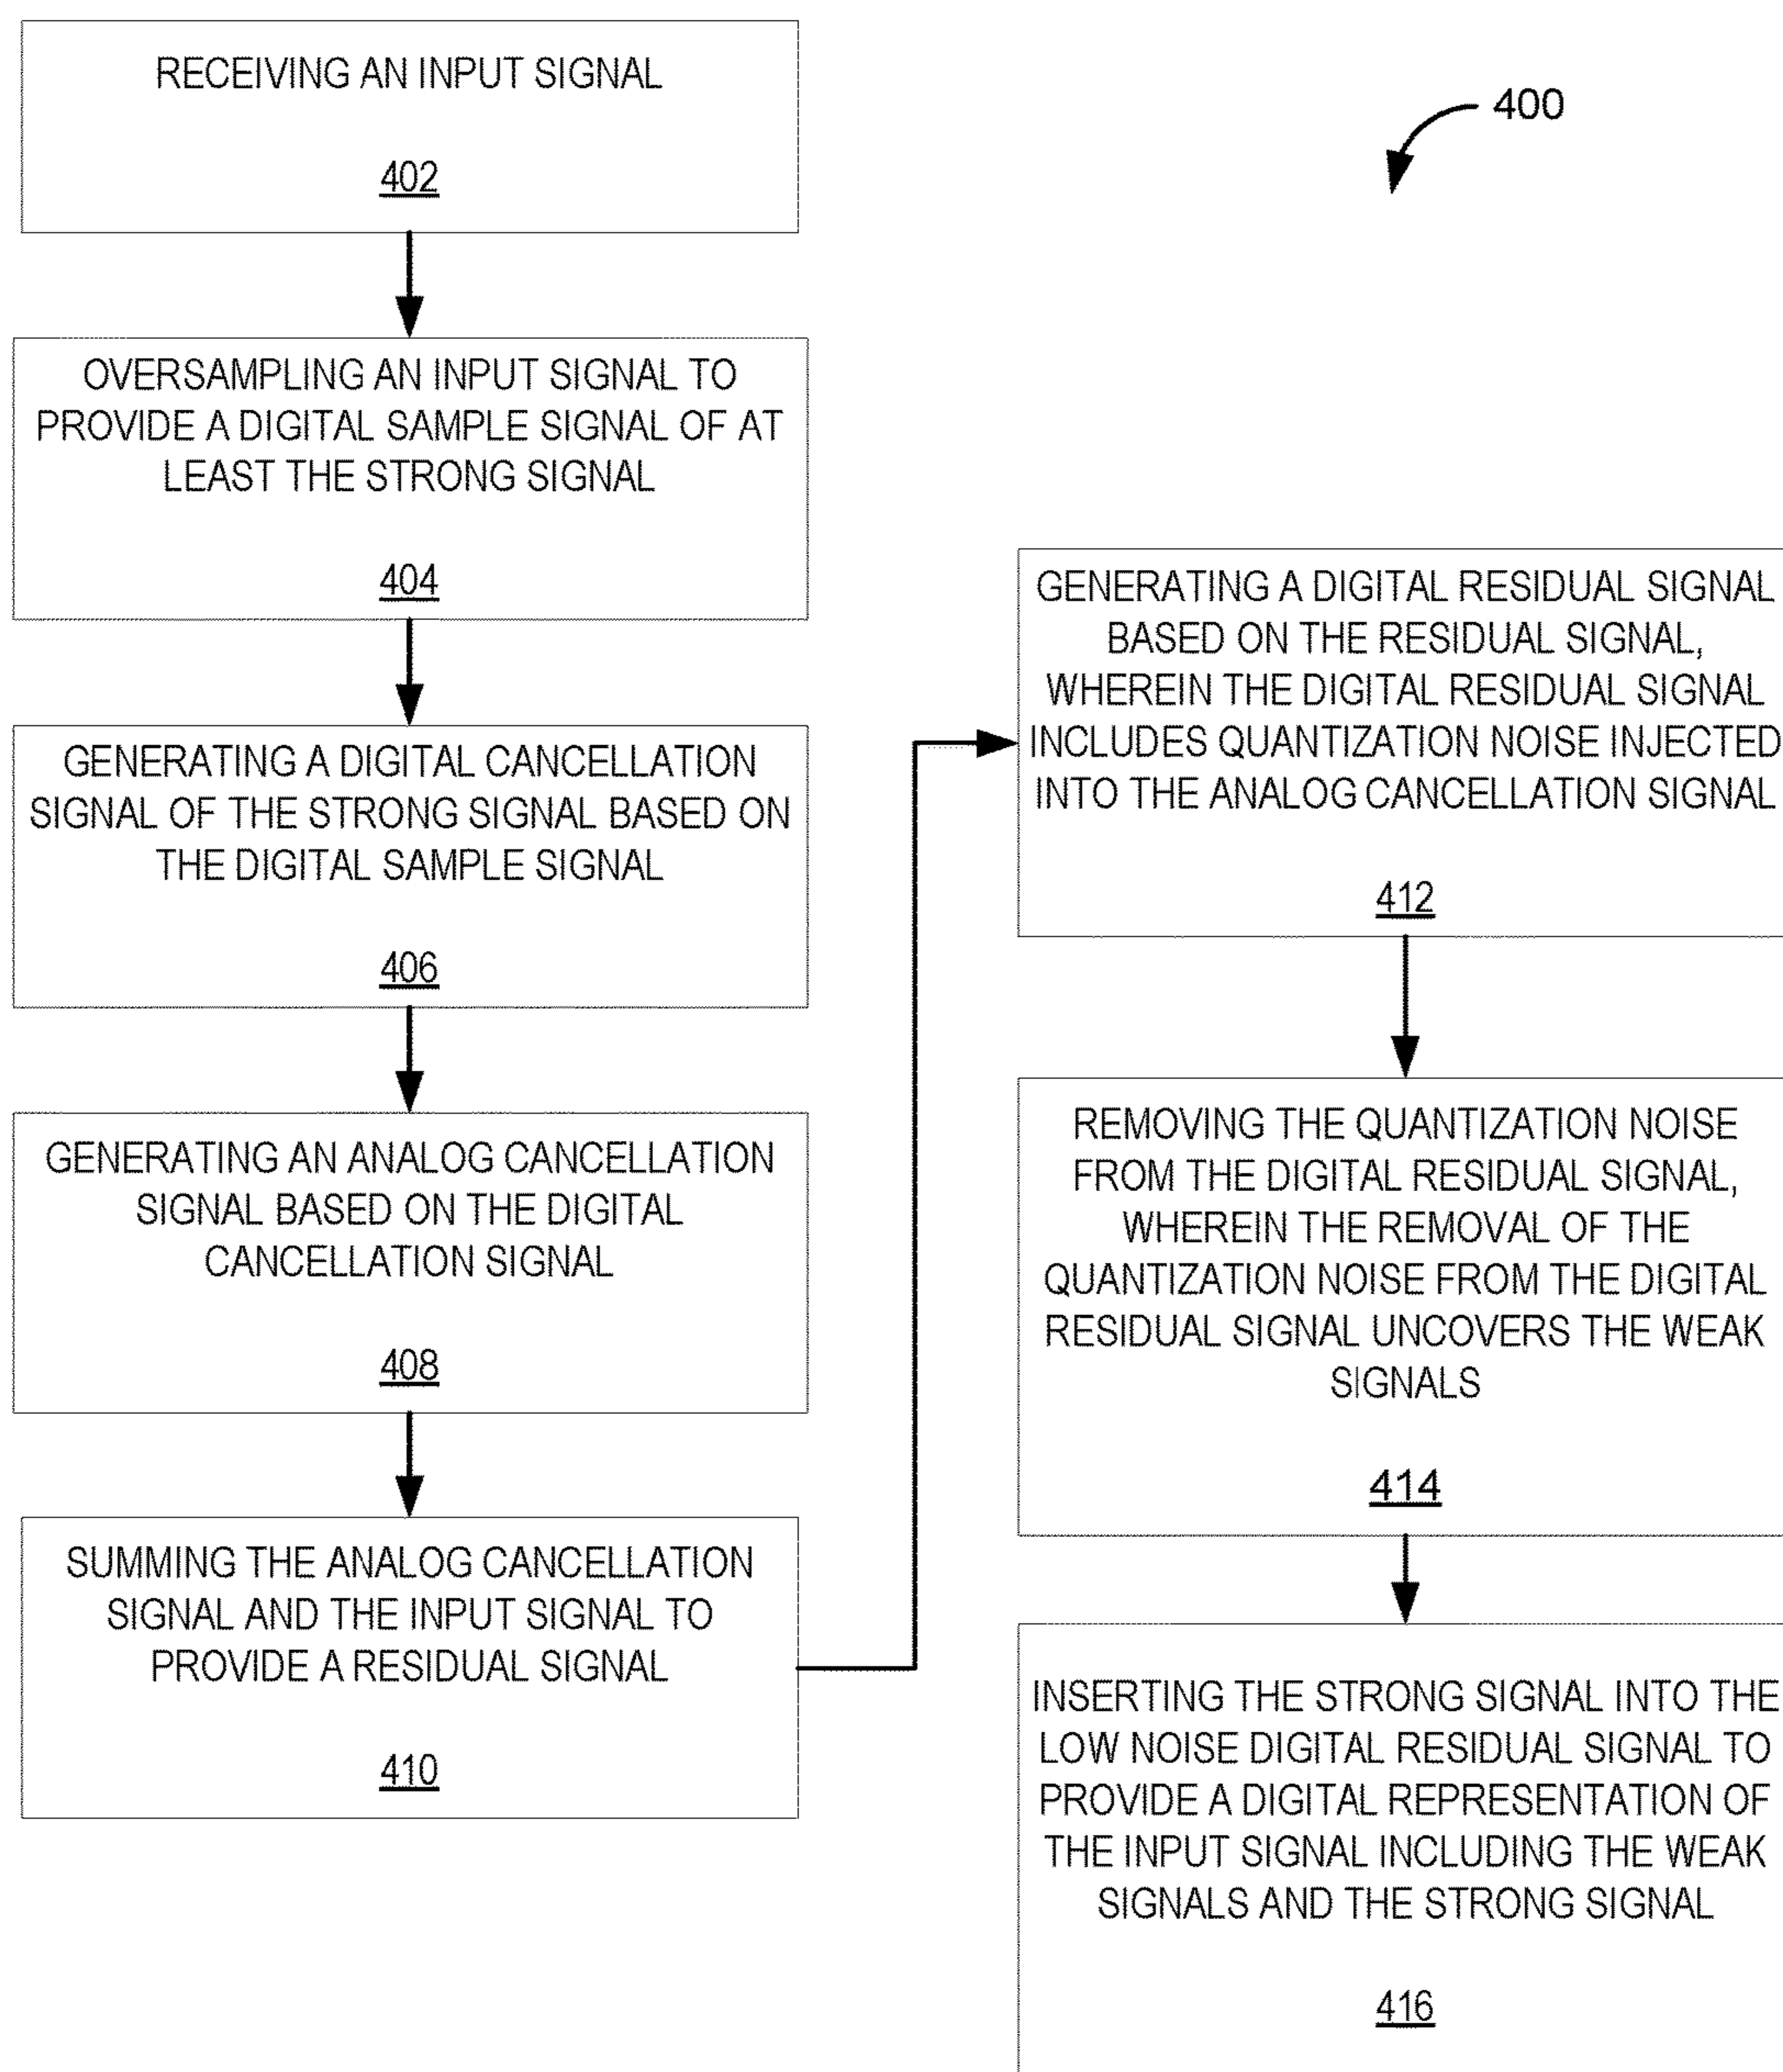 RECEIVING AN INPUT SIGNAL
402
400
OVERSAMPLING AN INPUT SIGNAL TO
PROVIDE A DIGITAL SAMPLE SIGNAL OF AT
LEAST THE STRONG SIGNAL
404
GENERATING A DIGITAL CANCELLATION
SIGNAL OF THE STRONG SIGNAL BASED ON
THE DIGITAL SAMPLE SIGNAL
406
GENERATING AN ANALOG CANCELLATION
SIGNAL BASED ON THE DIGITAL
CANCELLATION SIGNAL
408
SUMMING THE ANALOG CANCELLATION
SIGNAL AND THE INPUT SIGNAL TO
PROVIDE A RESIDUAL SIGNAL
410
GENERATING A DIGITAL RESIDUAL SIGNAL
BASED ON THE RESIDUAL SIGNAL,
WHEREIN THE DIGITAL RESIDUAL SIGNAL
INCLUDES QUANTIZATION NOISE INJECTED
INTO THE ANALOG CANCELLATION SIGNAL
412
REMOVING THE QUANTIZATION NOISE
FROM THE DIGITAL RESIDUAL SIGNAL,
WHEREIN THE REMOVAL OF THE
QUANTIZATION NOISE FROM THE DIGITAL
RESIDUAL SIGNAL UNCOVERS THE WEAK
SIGNALS
414
INSERTING THE STRONG SIGNAL INTO THE
LOW NOISE DIGITAL RESIDUAL SIGNAL TO
PROVIDE A DIGITAL REPRESENTATION OF
THE INPUT SIGNAL INCLUDING THE WEAK
SIGNALS AND THE STRONG SIGNAL
416